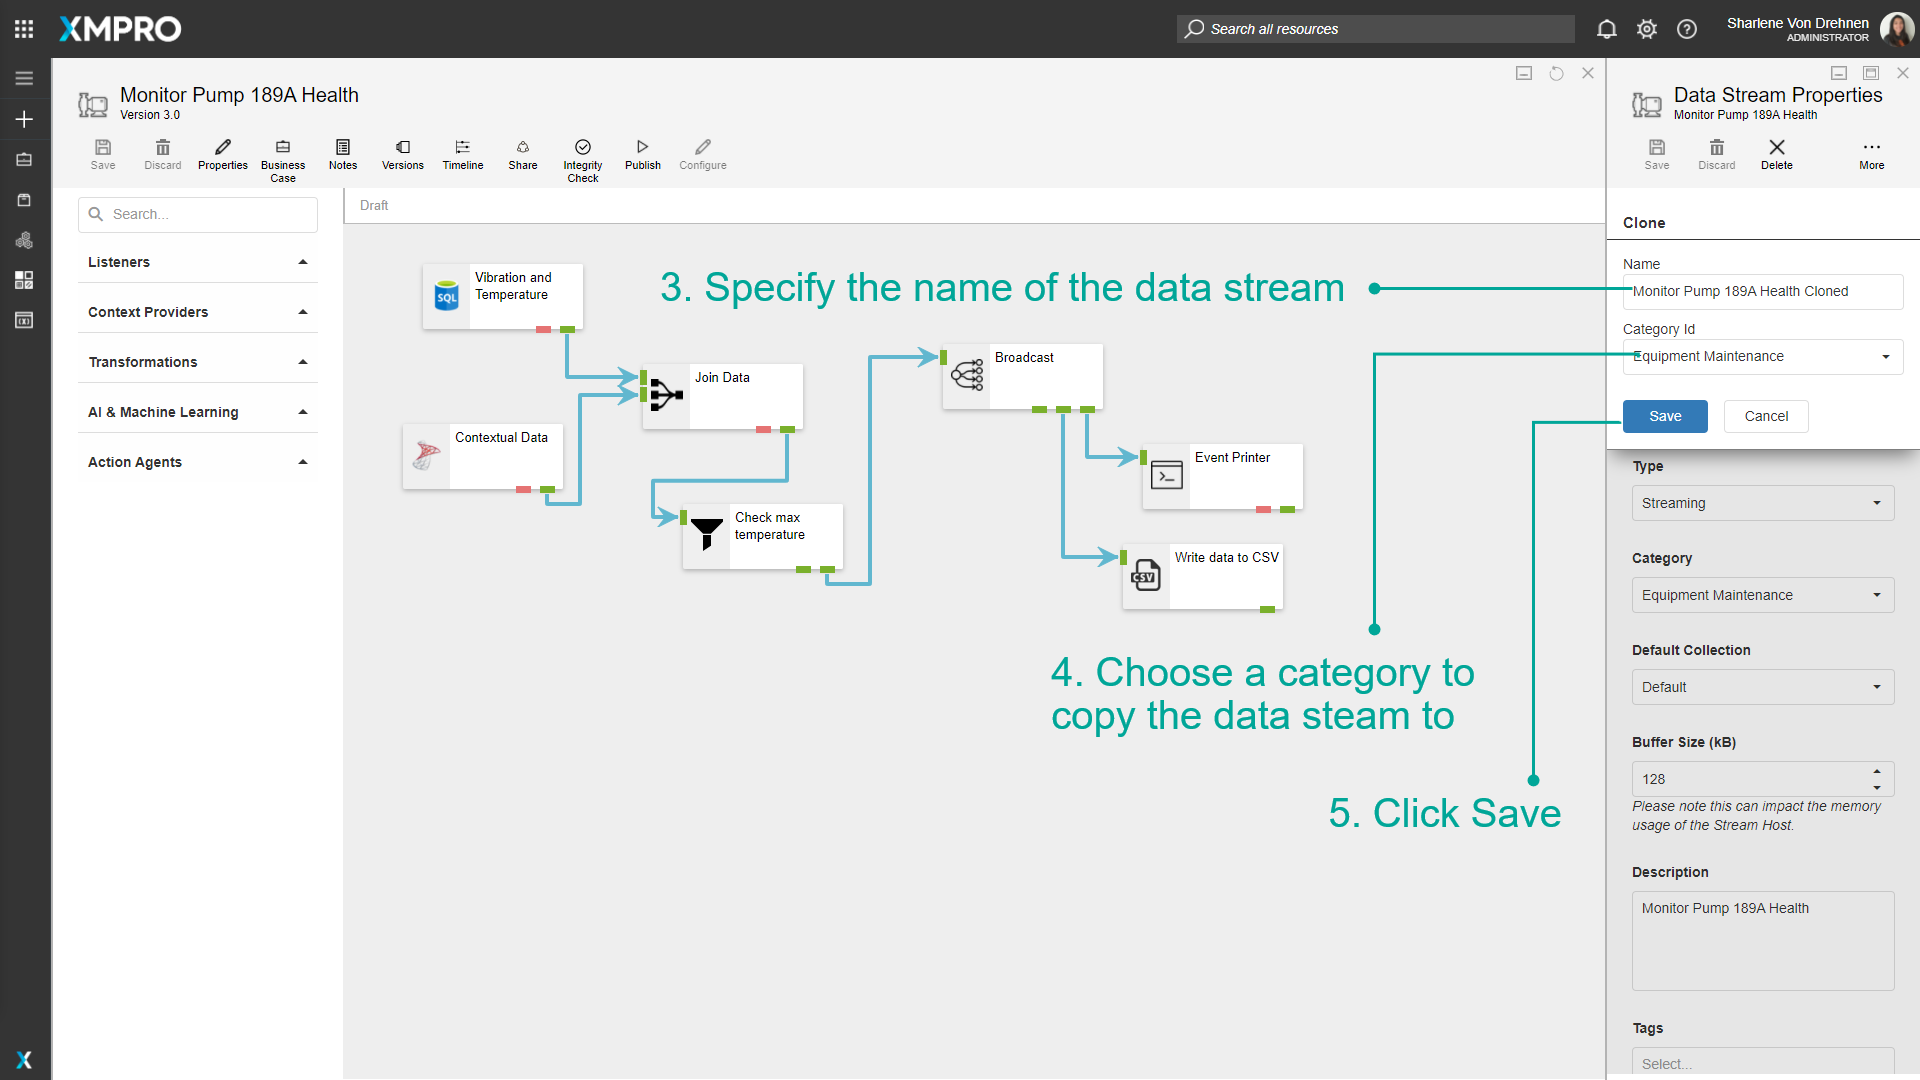 XMPRO
Search all resources
Sharlene Von Drehnen
ADMINISTRATOR
Monitor Pump 189A Health
Version 3.0
Save
Discard
Properties
Business
Case
Notes
Versions
Timeline
Share
Integrity
Check
Publish
Configure
Search...
Listeners
Context Providers
Transformations
AI & Machine Learning
Action Agents
Draft
Vibration and
Temperature
SQL
Join Data
Contextual Data
Check max
temperature
Broadcast
Event Printer
Write data to CSV
CSV
3. Specify the name of the data stream
4. Choose a category to
copy the data steam to
5. Click Save
Data Stream Properties
Monitor Pump 189A Health
Save
Discard
Delete
More
Clone
Name
Monitor Pump 189A Health Cloned
Category Id
Equipment Maintenance
Save
Cancel
Type
Streaming
Category
Equipment Maintenance
Default Collection
Default
Buffer Size (kB)
128
Please note this can impact the memory
usage of the Stream Host.
Description
Monitor Pump 189A Health
Tags
Select...